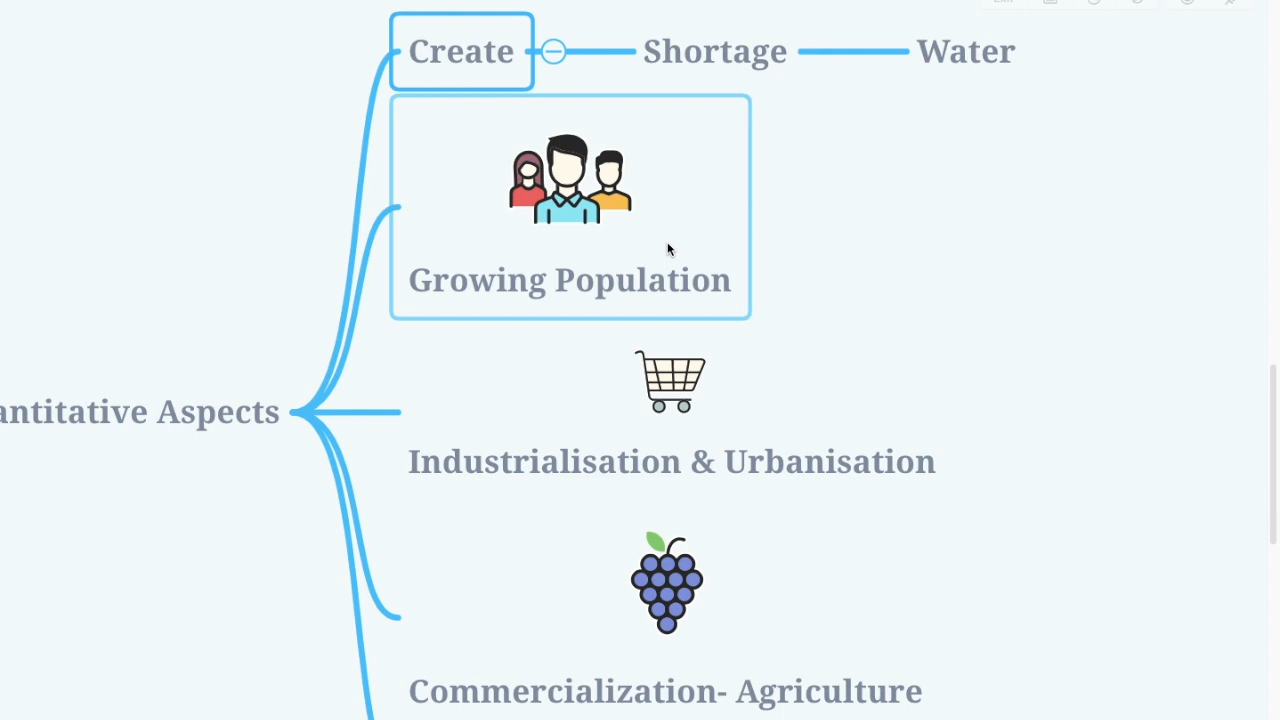 Create
Shortage
Water
Growing Population
antitative Aspects
Industrialisation & Urbanisation
Commercialization- Agriculture